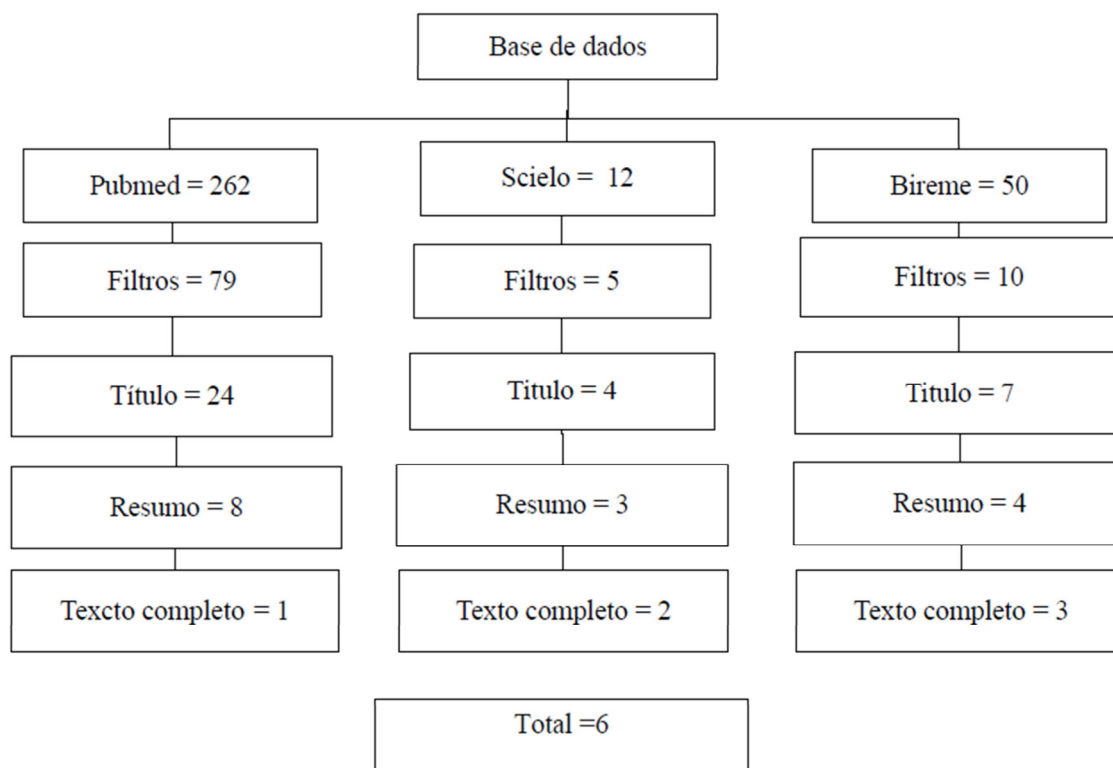 Base de dados
Pubmed = 262
Scielo = 12
Bireme = 50
Filtros = 79
Filtros = 5
Filtros = 10
Título = 24
Titulo = 4
Titulo = 7
Resumo = 8
Resumo = 3
Resumo = 4
Texcto completo = 1
Texto completo = 2
Texto completo = 3
Total =6